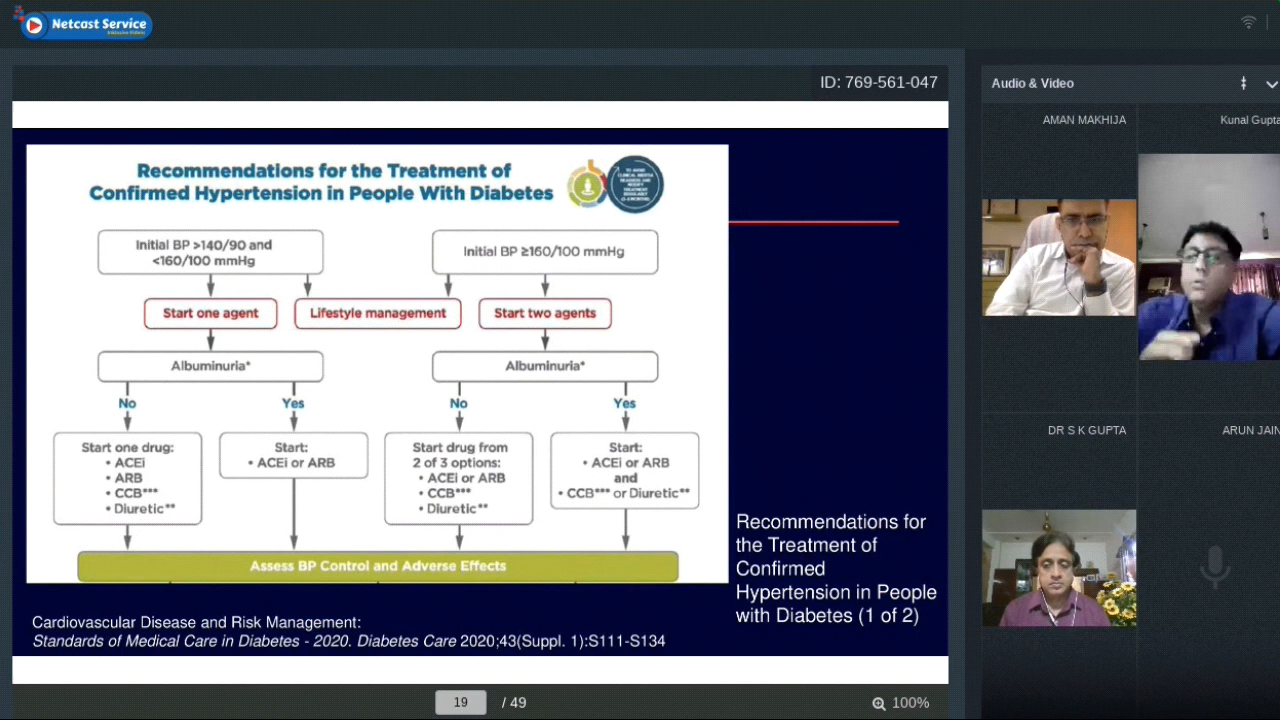 Netcast Service
ID: 769-561-047
Audio & Video
AMAN MAKHIJA
Kunal Gupta
Recommendations for the Treatment of
Confirmed Hypertension in People With Diabetes
Initial BP >140/90 and
<160/100 mmHg
Initial BP ≥160/100 mmHg
Start one agent
Lifestyle management
Start two agents
Albuminuria*
Albuminuria*
No
Yes
No
Yes
Start one drug:
• ACEi
• ARB
• CCB***
• Diuretic**
Start:
• ACEi or ARB
Start drug from
2 of 3 options:
• ACEi or ARB
• CCB***
• Diuretic**
Start:
• ACEi or ARB
and
• CCB*** or Diuretic**
Assess BP Control and Adverse Effects
Recommendations for
the Treatment of
Confirmed
Hypertension in People
with Diabetes (1 of 2)
Cardiovascular Disease and Risk Management:
Standards of Medical Care in Diabetes - 2020. Diabetes Care 2020;43(Suppl. 1):S111-S134
DR S K GUPTA
ARUN JAIN
19 / 49
100%